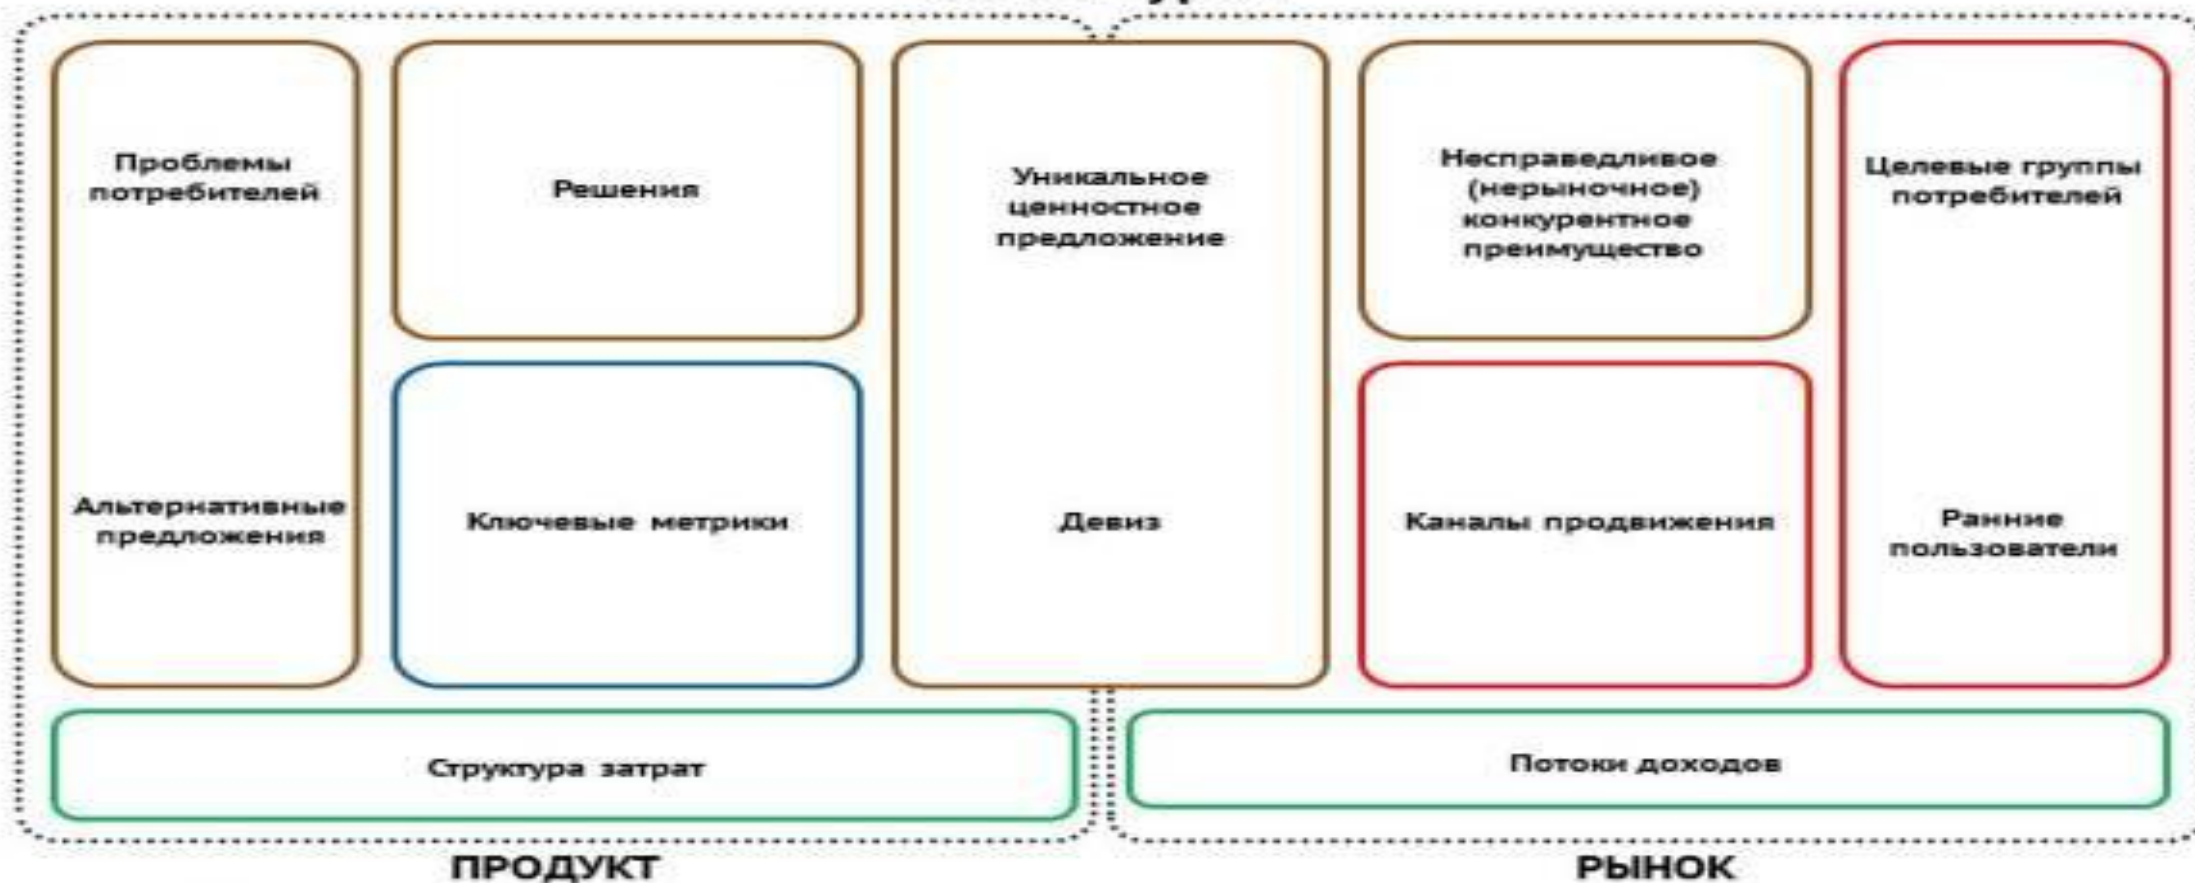 Проблемы
потребителей
Альтернативные
предложения
Решения
Ключевые метрики
Уникальное
ценностное
предложение
Девиз
Несправедливое
(нерыночное)
конкурентное
преимущество
Каналы продвижения
Целевые группы
потребителей
Ранние
пользователи
Структура затрат
Потоки доходов
ПРОДУКТ
РЫНОК